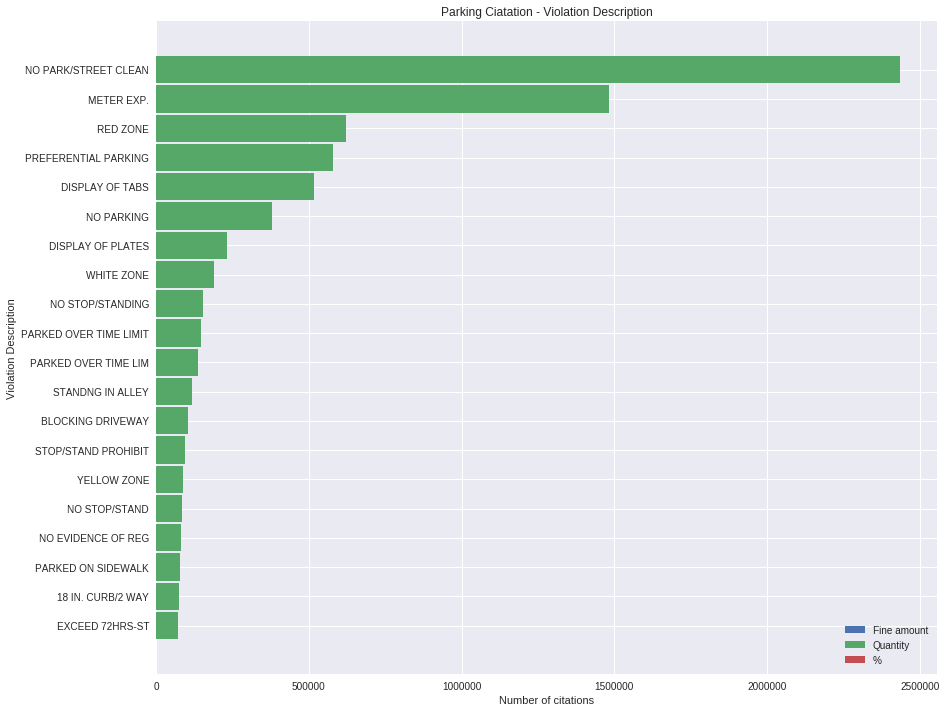 Parking Ciatation - Violation Description
NO PARK/STREET CLEAN
METER EXP.
RED ZONE
PREFERENTIAL PARKING
DISPLAY OF TABS
NO PARKING
DISPLAY OF PLATES
WHITE ZONE
NO STOP/STANDING
PARKED OVER TIME LIMIT
PARKED OVER TIME LIM
STANDNG IN ALLEY
BLOCKING DRIVEWAY
STOP/STAND PROHIBIT
YELLOW ZONE
NO STOP/STAND
NO EVIDENCE OF REG
PARKED ON SIDEWALK
18 IN. CURB/2 WAY
EXCEED 72HRS-ST
Violation Description
Fine amount
Quantity
%
0 500000 1000000 1500000 2000000 2500000
Number of citations